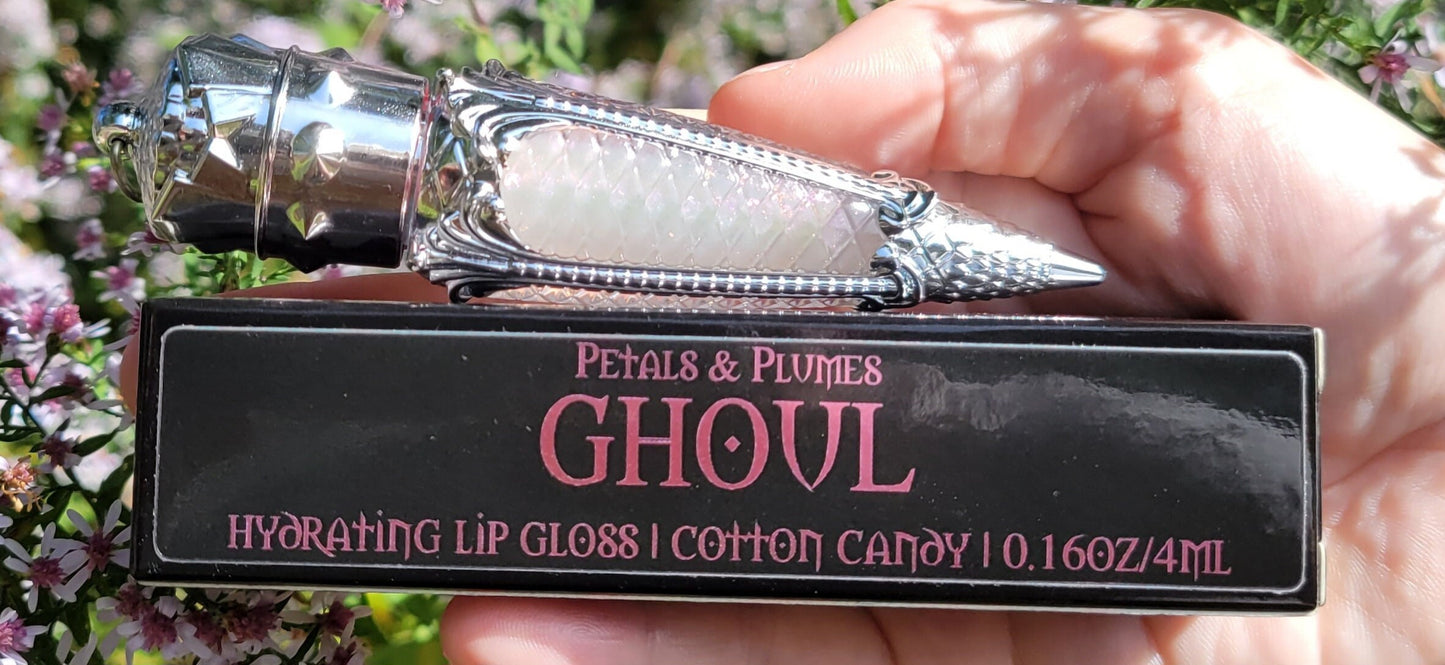 Petals & Plumes
GHOUL
Hydrating Lip Gloss | Cotton Candy | 0.16oz/4ml